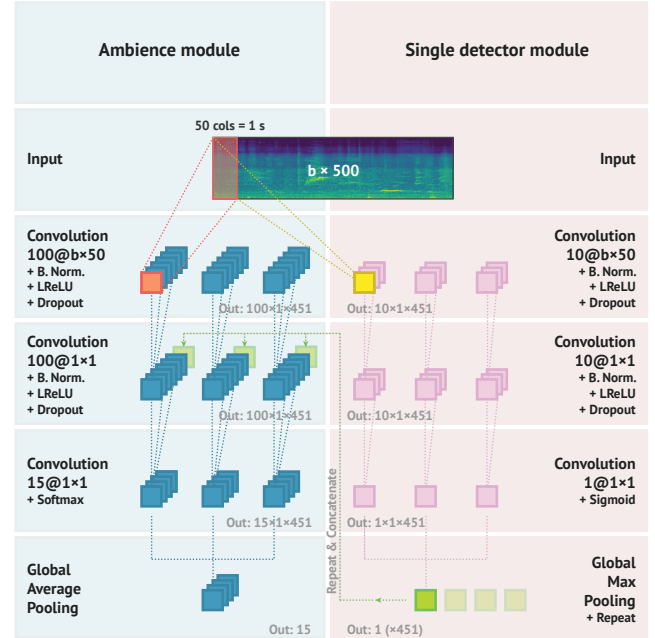 Ambience module
Single detector module
50 cols = 1 s
Input
b × 500
Input
Convolution
100@b×50
+ B. Norm.
+ LReLU
+ Dropout
Out: 100×1×451
Convolution
10@b×50
+ B. Norm.
+ LReLU
+ Dropout
Out: 10×1×451
Convolution
100@1×1
+ B. Norm.
+ LReLU
+ Dropout
Out: 100×1×451
Convolution
10@1×1
+ B. Norm.
+ LReLU
+ Dropout
Out: 10×1×451
Convolution
15@1×1
+ Softmax
Out: 15×1×451
Convolution
1@1×1
+ Sigmoid
Out: 1×1×451
Repeat & Concatenate
Global
Average
Pooling
Out: 15
Global
Max
Pooling
+ Repeat
Out: 1 (×451)